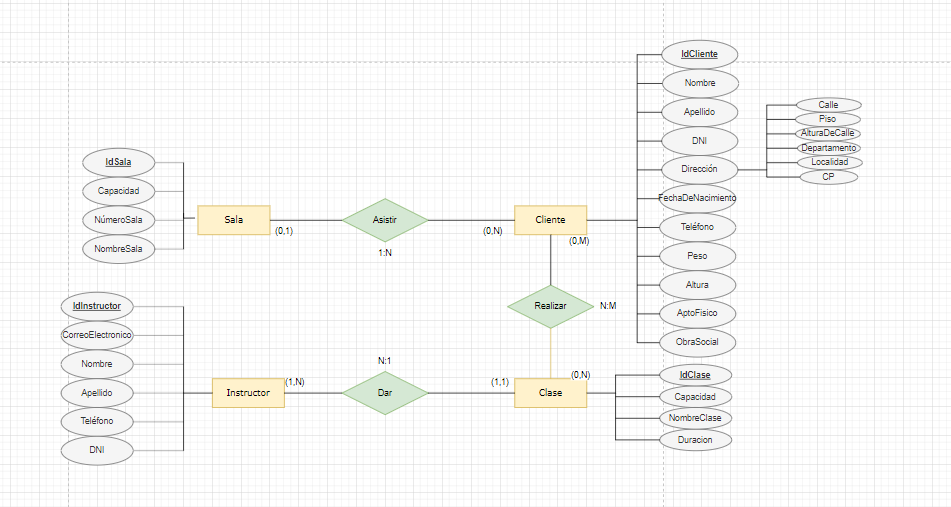 IdCliente
Nombre
Apellido
DNI
Dirección
FechaDeNacimiento
Teléfono
Peso
Altura
AptoFisico
ObraSocial
Calle
Piso
AlturaDeCalle
Departamento
Localidad
CP
IdSala
Capacidad
NúmeroSala
NombreSala
Sala
(0,1)
Asistir
1:N
(0,N)
Cliente
(0,M)
Realizar
N:M
IdInstructor
CorreoElectronico
Nombre
Apellido
Teléfono
DNI
Instructor
(1,N)
N:1
Dar
(1,1)
Clase
(0,N)
IdClase
Capacidad
NombreClase
Duracion